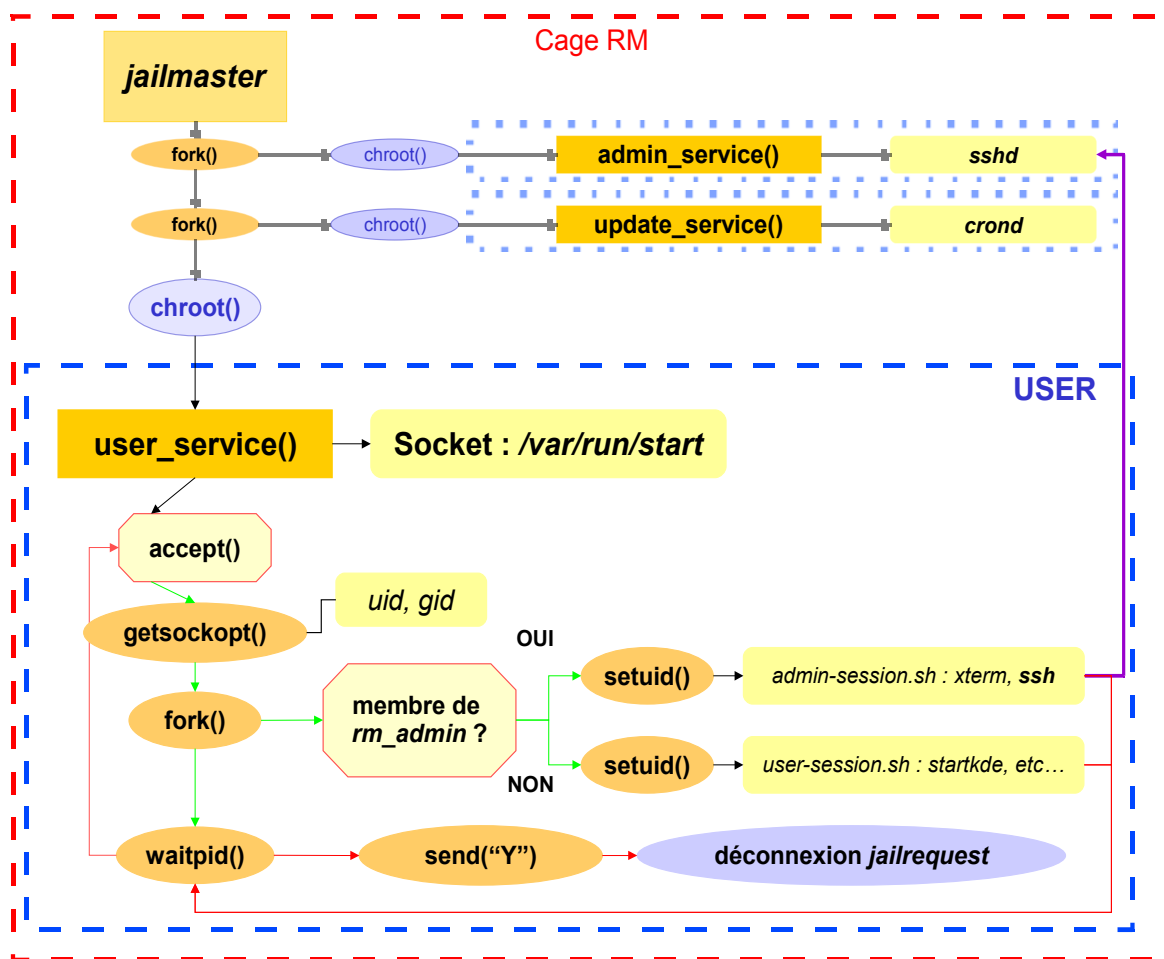 Cage RM
jailmaster
fork()
chroot()
admin_service()
sshd
fork()
chroot()
update_service()
crond
chroot()
USER
user_service()
Socket : /var/run/start
accept()
uid, gid
getsockopt()
OUI
setuid()
admin-session.sh : xterm, ssh
fork()
membre de
rm_admin ?
NON
setuid()
user-session.sh : startkde, etc…
waitpid()
send(“Y”)
déconnexion jailrequest